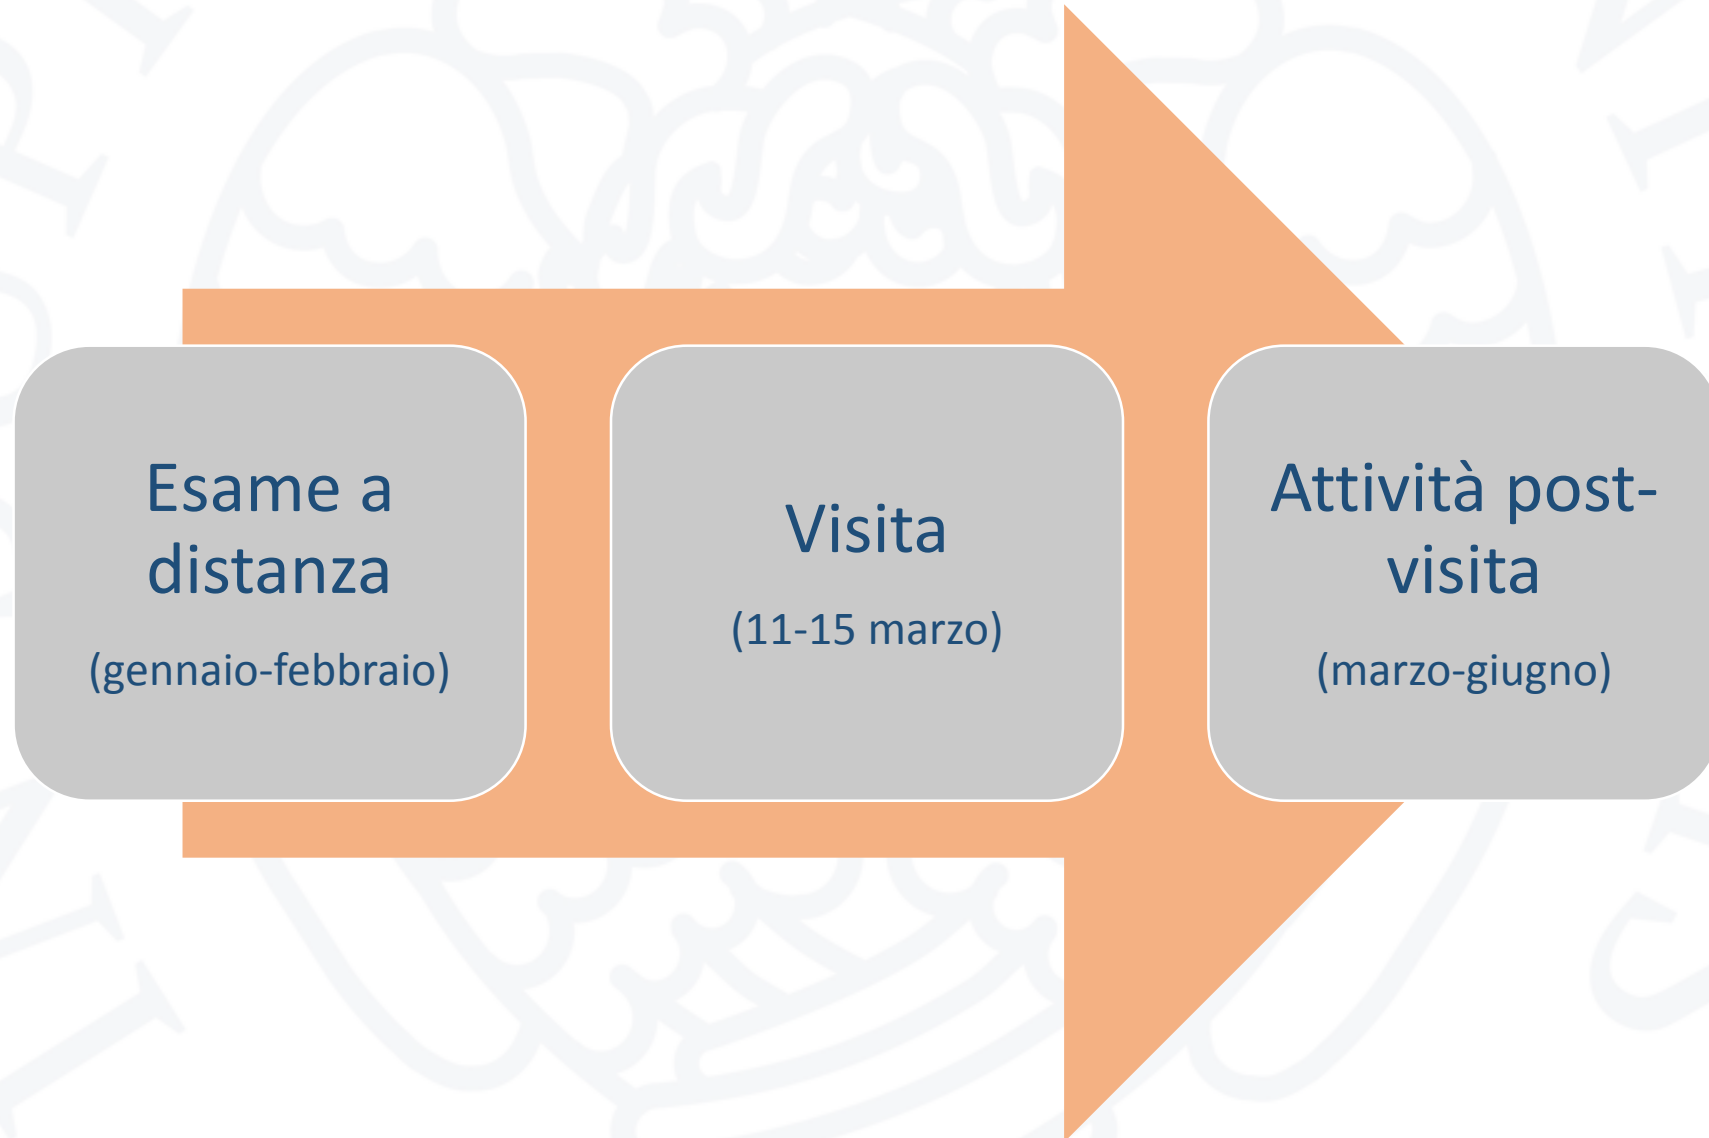 Esame a
distanza
(gennaio-febbraio)
Visita
(11-15 marzo)
Attività post-
visita
(marzo-giugno)